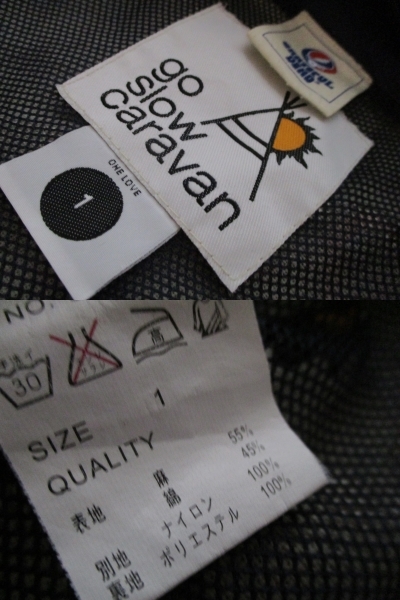 go
slow
caravan
ONE LOVE
1
NO.
30
高
1
SIZE
QUALITY
表地 麻 55%
綿 45%
別地 ナイロン 100%
裏地 ポリエステル 100%